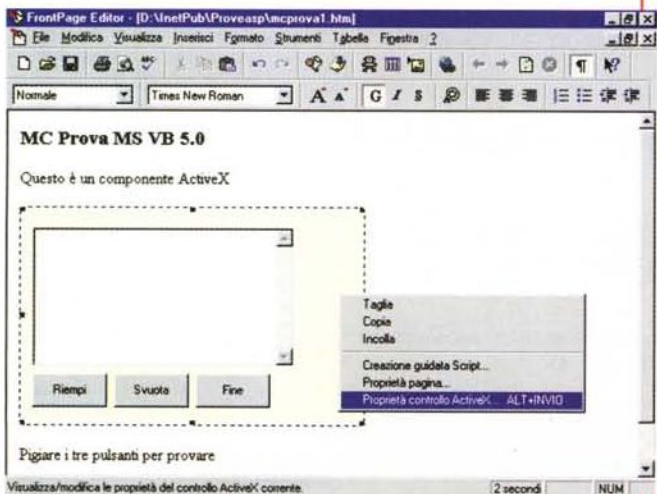 FrontPage Editor - [D:\InetPub\Proveasp\mcprova1.htm]
File Modifica Visualizza Inserisci Formato Strumenti Tabella Finestra ?
Normale Times New Roman A A G I S
MC Prova MS VB 5.0
Questo è un componente ActiveX
Taglia
Copia
Incolla
Creazione guidata Script...
Proprietà pagina...
Proprietà controllo ActiveX... ALT+INVIO
Riempi Svuota Fine
Pigiare i tre pulsanti per provare
Visualizza/modifica le proprietà del controllo ActiveX corrente. 2 secondi NUM